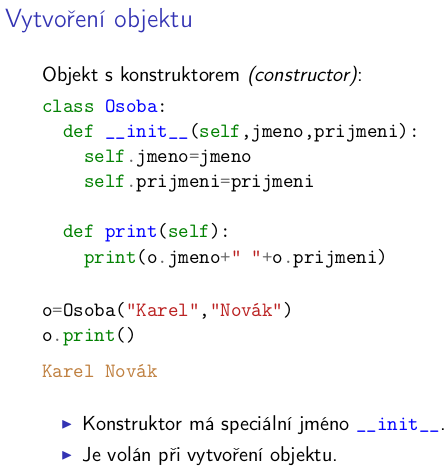 Vytvoření objektu
Objekt s konstruktorem (constructor):
class Osoba:
  def __init__(self,jmeno,prijmeni):
    self.jmeno=jmeno
    self.prijmeni=prijmeni

  def print(self):
    print(o.jmeno+" "+o.prijmeni)

o=Osoba("Karel","Novák")
o.print()
Karel Novák
▶ Konstruktor má speciální jméno __init__.
▶ Je volán při vytvoření objektu.